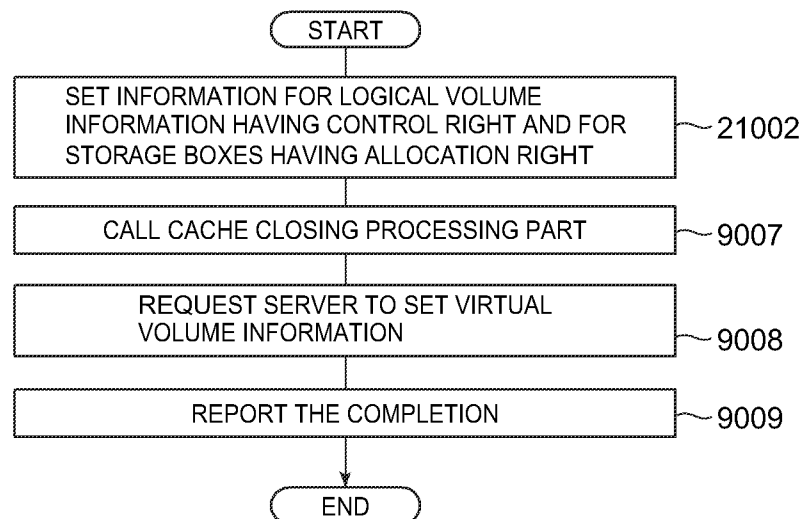 START
SET INFORMATION FOR LOGICAL VOLUME
INFORMATION HAVING CONTROL RIGHT AND FOR
STORAGE BOXES HAVING ALLOCATION RIGHT
21002
CALL CACHE CLOSING PROCESSING PART
9007
REQUEST SERVER TO SET VIRTUAL
VOLUME INFORMATION
9008
REPORT THE COMPLETION
9009
END